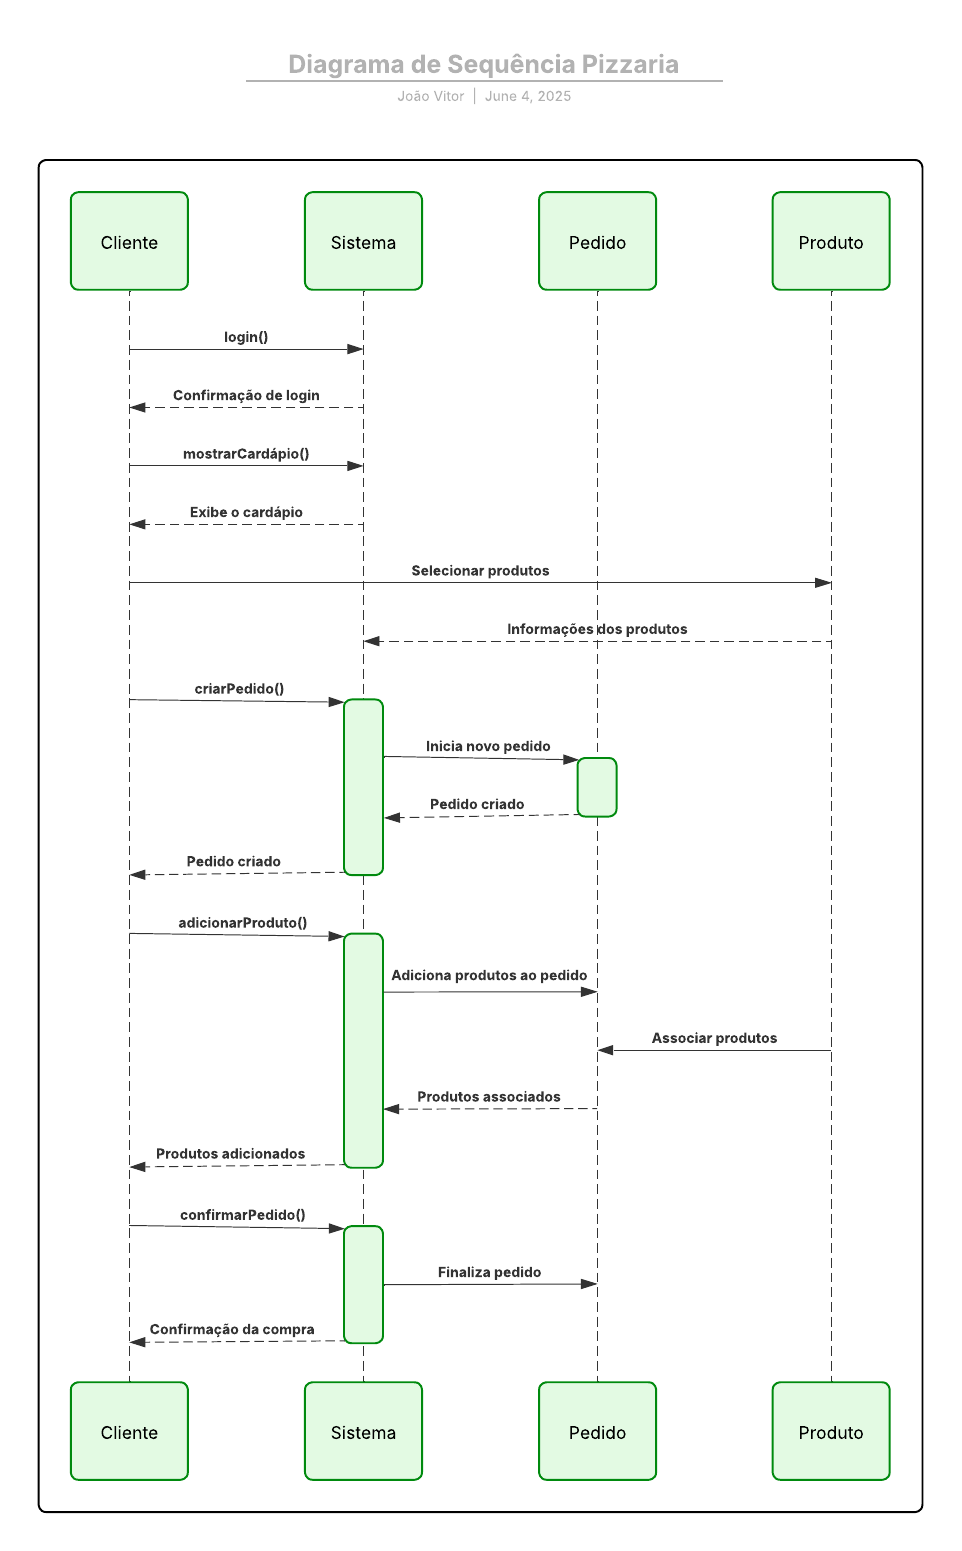 Diagrama de Sequência Pizzaria
João Vitor | June 4, 2025
Cliente
Sistema
Pedido
Produto
login()
Confirmação de login
mostrarCardápio()
Exibe o cardápio
Selecionar produtos
Informações dos produtos
criarPedido()
Inicia novo pedido
Pedido criado
Pedido criado
adicionarProduto()
Adiciona produtos ao pedido
Associar produtos
Produtos associados
Produtos adicionados
confirmarPedido()
Finaliza pedido
Confirmação da compra
Cliente
Sistema
Pedido
Produto